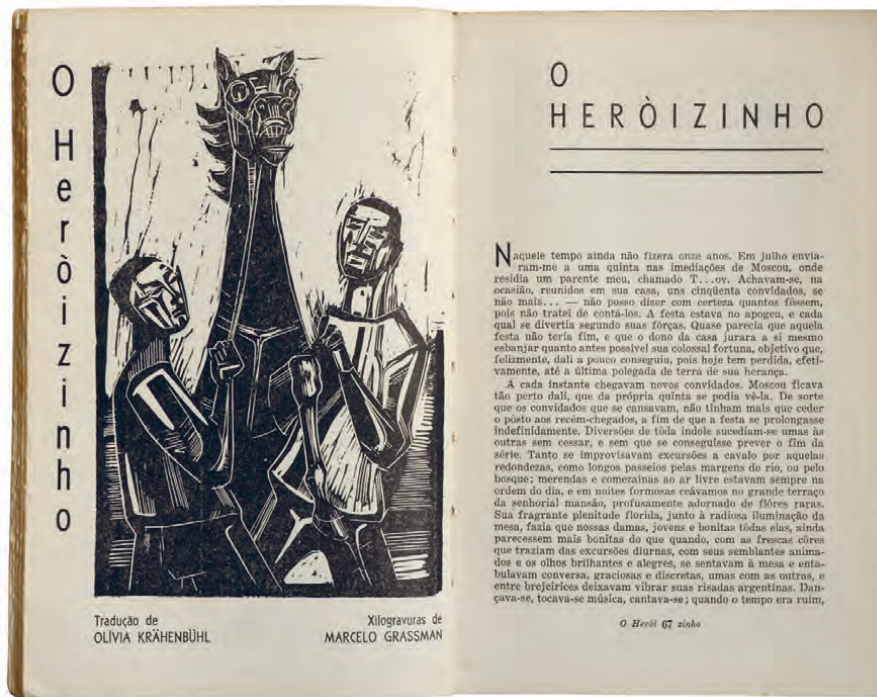 O Heròizinho
Tradução de
OLÍVIA KRÄHENBÜHL
Xilogravuras de
MARCELO GRASSMAN
O
HERÒIZINHO
Naquele tempo ainda não fizera onze anos. Em julho envia-
ram-me a uma quinta nas imediações de Moscou, onde
residia um parente meu, chamado T...ov. Achavam-se, na
ocasião, reunidos em sua casa, uns cinqüenta convidados, se
não mais... — não posso dizer com certeza quantos fôssem,
pois não tratei de contá-los. A festa estava no apogeu, e cada
qual se divertia segundo suas fôrças. Quase parecia que aquela
festa não teria fim, e que o dono da casa jurara a si mesmo
esbanjar quanto antes possível sua colossal fortuna, objetivo que,
felizmente, dali a pouco conseguiu, pois hoje tem perdida, efeti-
vamente, até a última polegada de terra de sua herança.
A cada instante chegavam novos convidados. Moscou ficava
tão perto dali, que da própria quinta se podia vê-la. De sorte
que os convidados que se cansavam, não tinham mais que ceder
o pôsto aos recém-chegados, a fim de que a festa se prolongasse
indefinidamente. Diversões de tôda índole sucediam-se umas às
outras sem cessar, e sem que se conseguisse prever o fim da
série. Tanto se improvisavam excursões a cavalo por aquelas
redondezas, como longos passeios pelas margens do rio, ou pelo
bosque; merendas e comezainas ao ar livre estavam sempre na
ordem do dia, e em noites formosas ceávamos no grande terraço
da senhorial mansão, profusamente adornado de flôres raras.
Sua fragrante plenitude florida, junto à radiosa iluminação da
mesa, fazia que nossas damas, jovens e bonitas tôdas elas, ainda
parecessem mais bonitas do que quando, com as frescas côres
que traziam das excursões diurnas, com seus semblantes anima-
dos e os olhos brilhantes e alegres, se sentavam à mesa e enta-
bulavam conversa, graciosas e discretas, umas com as outras, e
entre brejeirices deixavam vibrar suas risadas argentinas. Dan-
çava-se, tocava-se música, cantava-se; quando o tempo era ruim,
O Herói 67 zinho